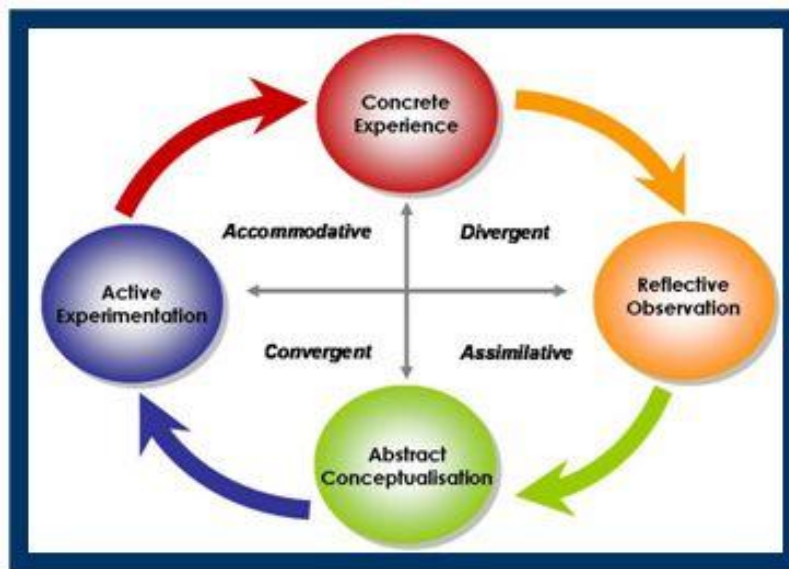 Concrete
Experience
Accommodative
Divergent
Active
Experimentation
Reflective
Observation
Convergent
Assimilative
Abstract
Conceptualisation